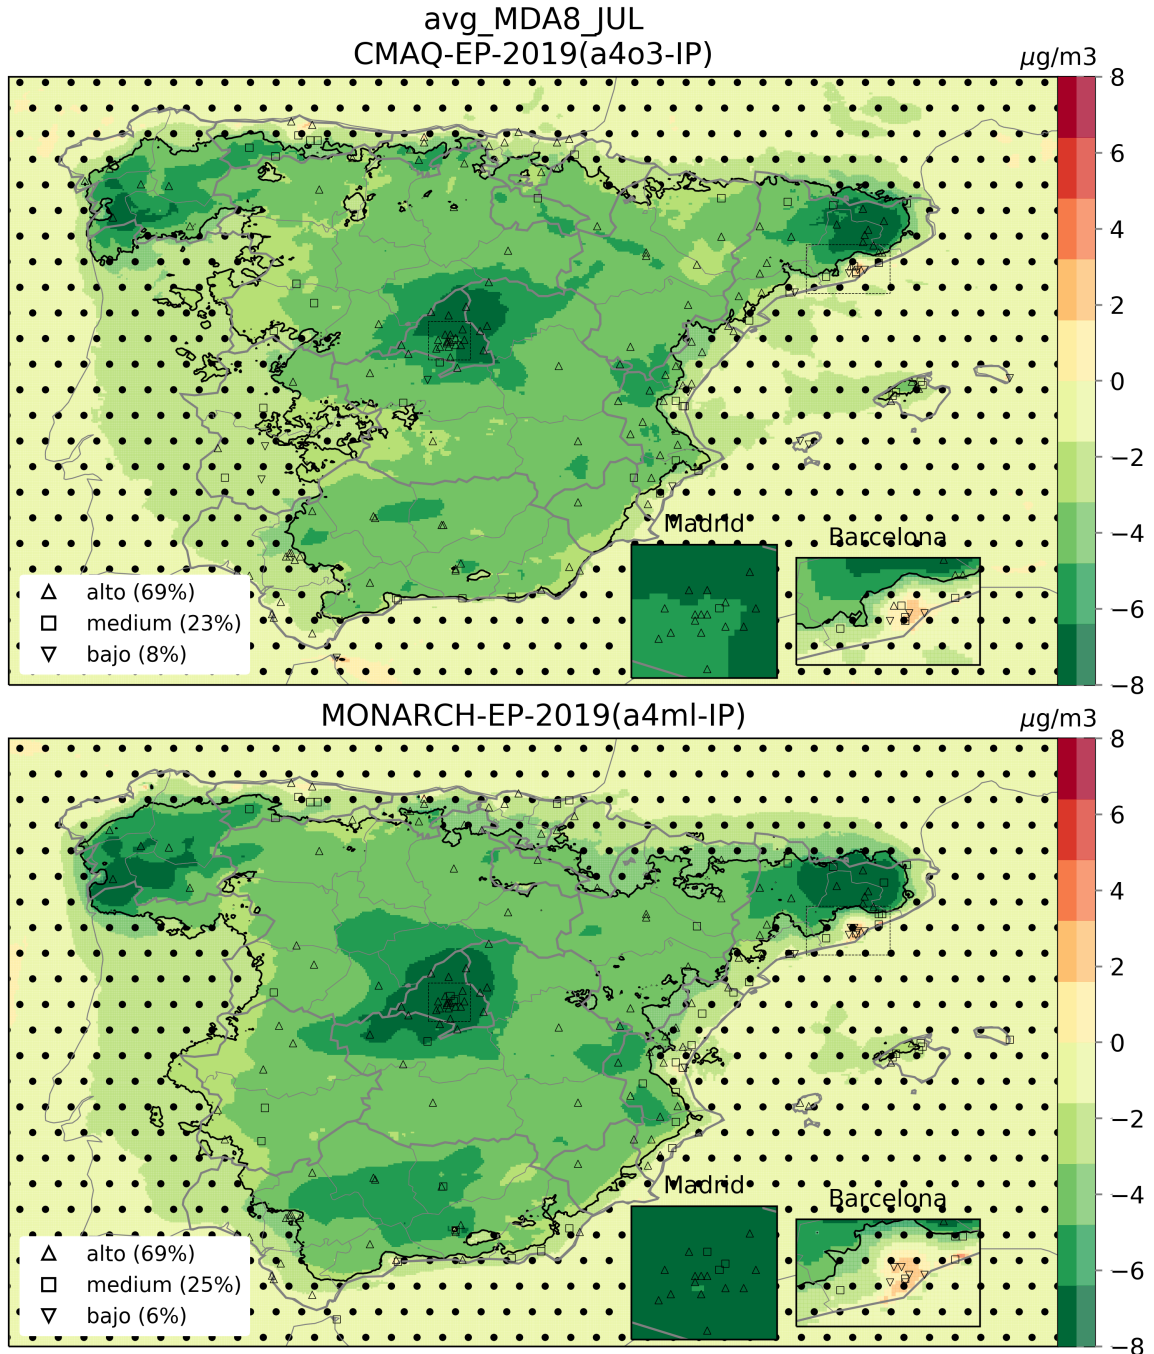 avg_MDA8_JUL
CMAQ-EP-2019(a4o3-IP)
μg/m3
8
6
4
2
0
−2
−4
−6
−8
Madrid
Barcelona
alto (69%)
medium (23%)
bajo (8%)
MONARCH-EP-2019(a4ml-IP)
μg/m3
8
6
4
2
0
−2
−4
−6
−8
Madrid
Barcelona
alto (69%)
medium (25%)
bajo (6%)